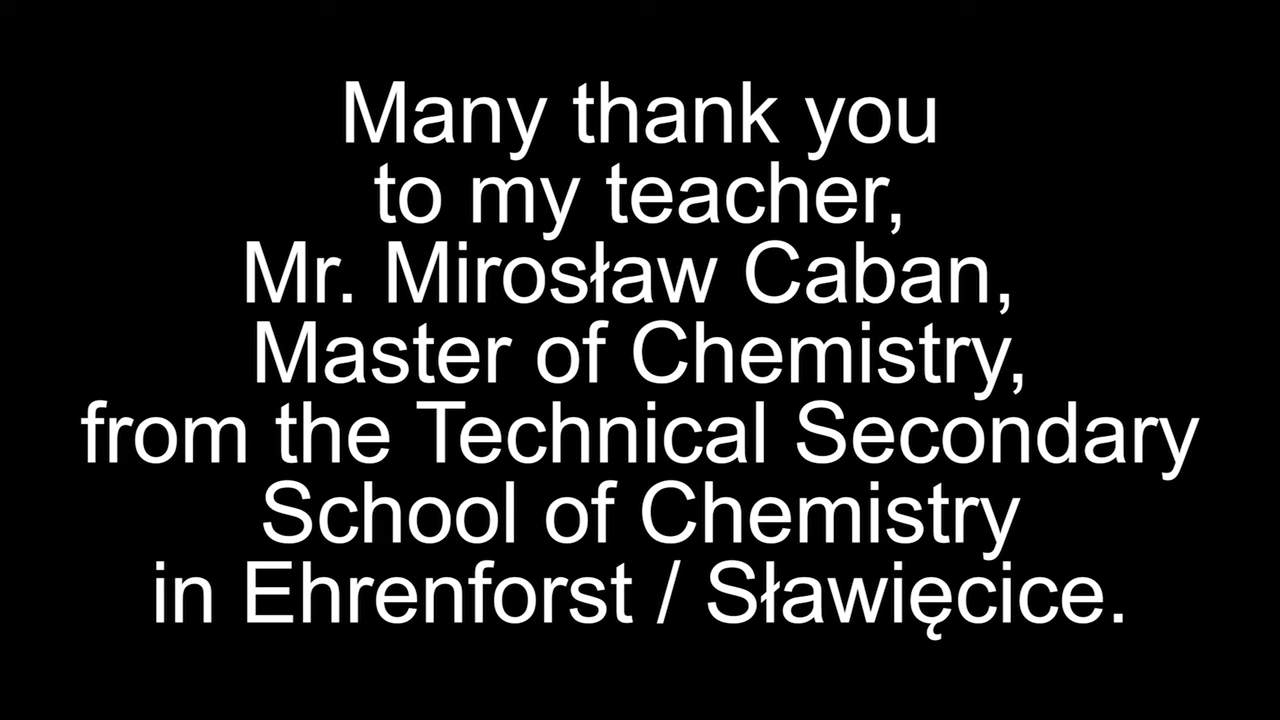 Many thank you
to my teacher,
Mr. Mirosław Caban,
Master of Chemistry,
from the Technical Secondary
School of Chemistry
in Ehrenforst / Sławięcice.